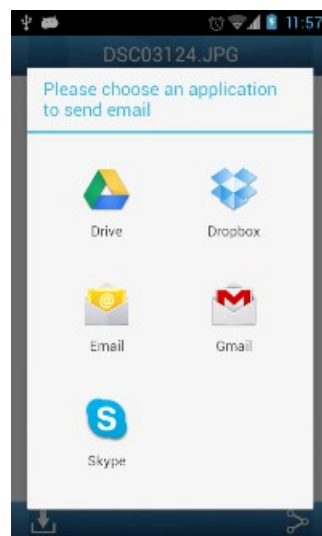 11:57
DSC03124.JPG
Please choose an application
to send email
Drive
Dropbox
Email
Gmail
S
Skype